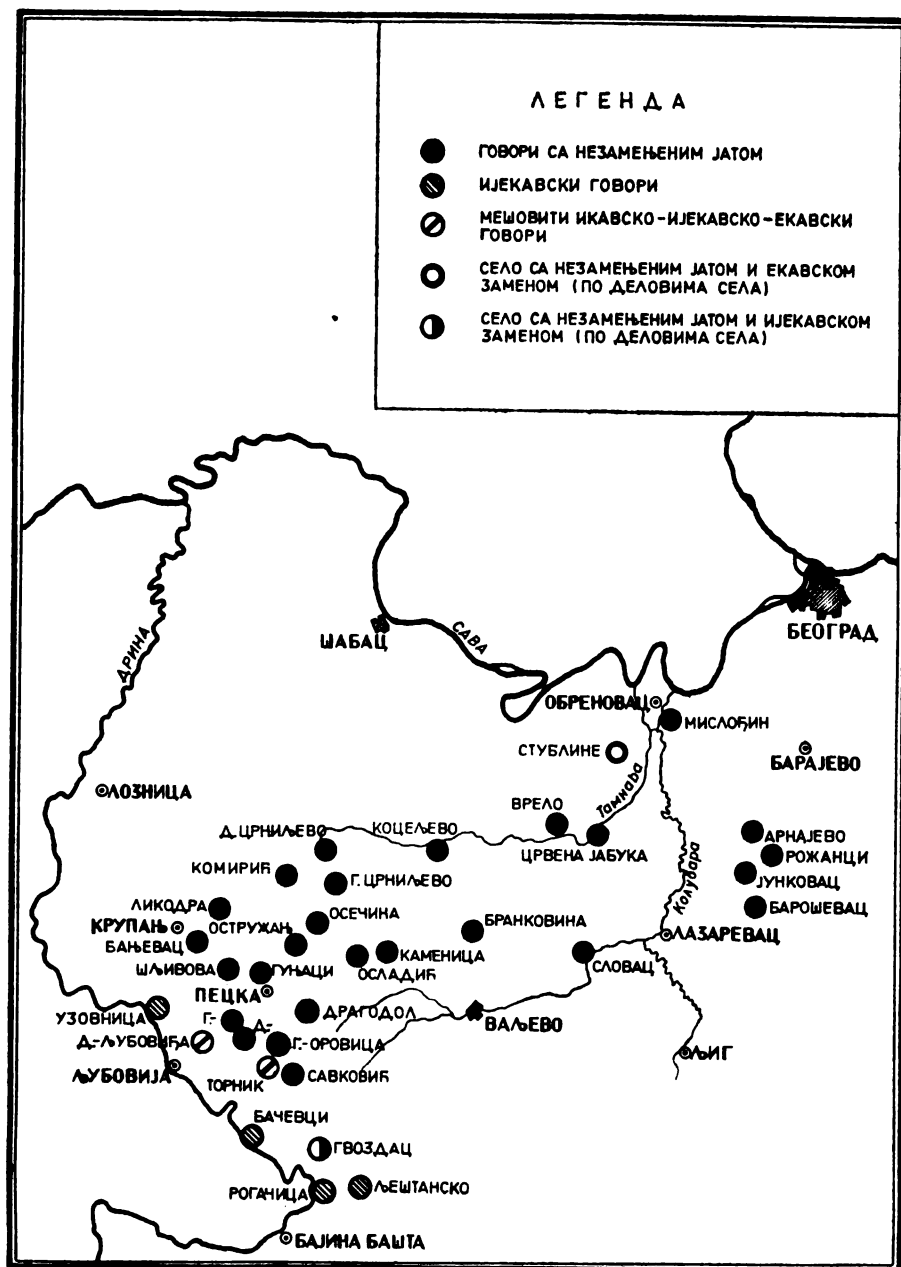 ЛЕГЕНДА
ГОВОРИ СА НЕЗАМЕЊЕНИМ ЈАТОМ
ИЈЕКАВСКИ ГОВОРИ
МЕШОВИТИ ИКАВСКО-ИЈЕКАВСКО-ЕКАВСКИ
ГОВОРИ
СЕЛО СА НЕЗАМЕЊЕНИМ ЈАТОМ И ЕКАВСКОМ
ЗАМЕНОМ (ПО ДЕЛОВИМА СЕЛА)
СЕЛО СА НЕЗАМЕЊЕНИМ ЈАТОМ И ИЈЕКАВСКОМ
ЗАМЕНОМ (ПО ДЕЛОВИМА СЕЛА)
ДРИНА
ШАБАЦ
САВА
БЕОГРАД
ОБРЕНОВАЦ
МИСЛОЂИН
СТУБЛИНЕ
БАРАЈЕВО
Тамнава
ЛОЗНИЦА
ВРЕЛО
Д. ЦРНИЉЕВО
КОЦЕЉЕВО
ЦРВЕНА ЈАБУКА
АРНАЈЕВО
РОЖАНЦИ
КОМИРИЋ
Г. ЦРНИЉЕВО
ЈУНКОВАЦ
Колубара
ЛИКОДРА
БАРОШЕВАЦ
КРУПАЊ
ОСТРУЖАЊ
ОСЕЧИНА
БРАНКОВИНА
ЛАЗАРЕВАЦ
БАЊЕВАЦ
КАМЕНИЦА
ШЉИВОВА
ГУЊАЦИ
ОСЛАДИЋ
СЛОВАЦ
ПЕЦКА
УЗОВНИЦА
Г.-
ДРАГОДОЛ
ВАЉЕВО
Д.-
Д.-ЉУБОВИЂА
Г.-ОРОВИЦА
ЉИГ
ЉУБОВИЈА
ТОРНИК
САВКОВИЋ
БАЧЕВЦИ
ГВОЗДАЦ
РОГАЧИЦА
ЉЕШТАНСКО
БАЈИНА БАШТА